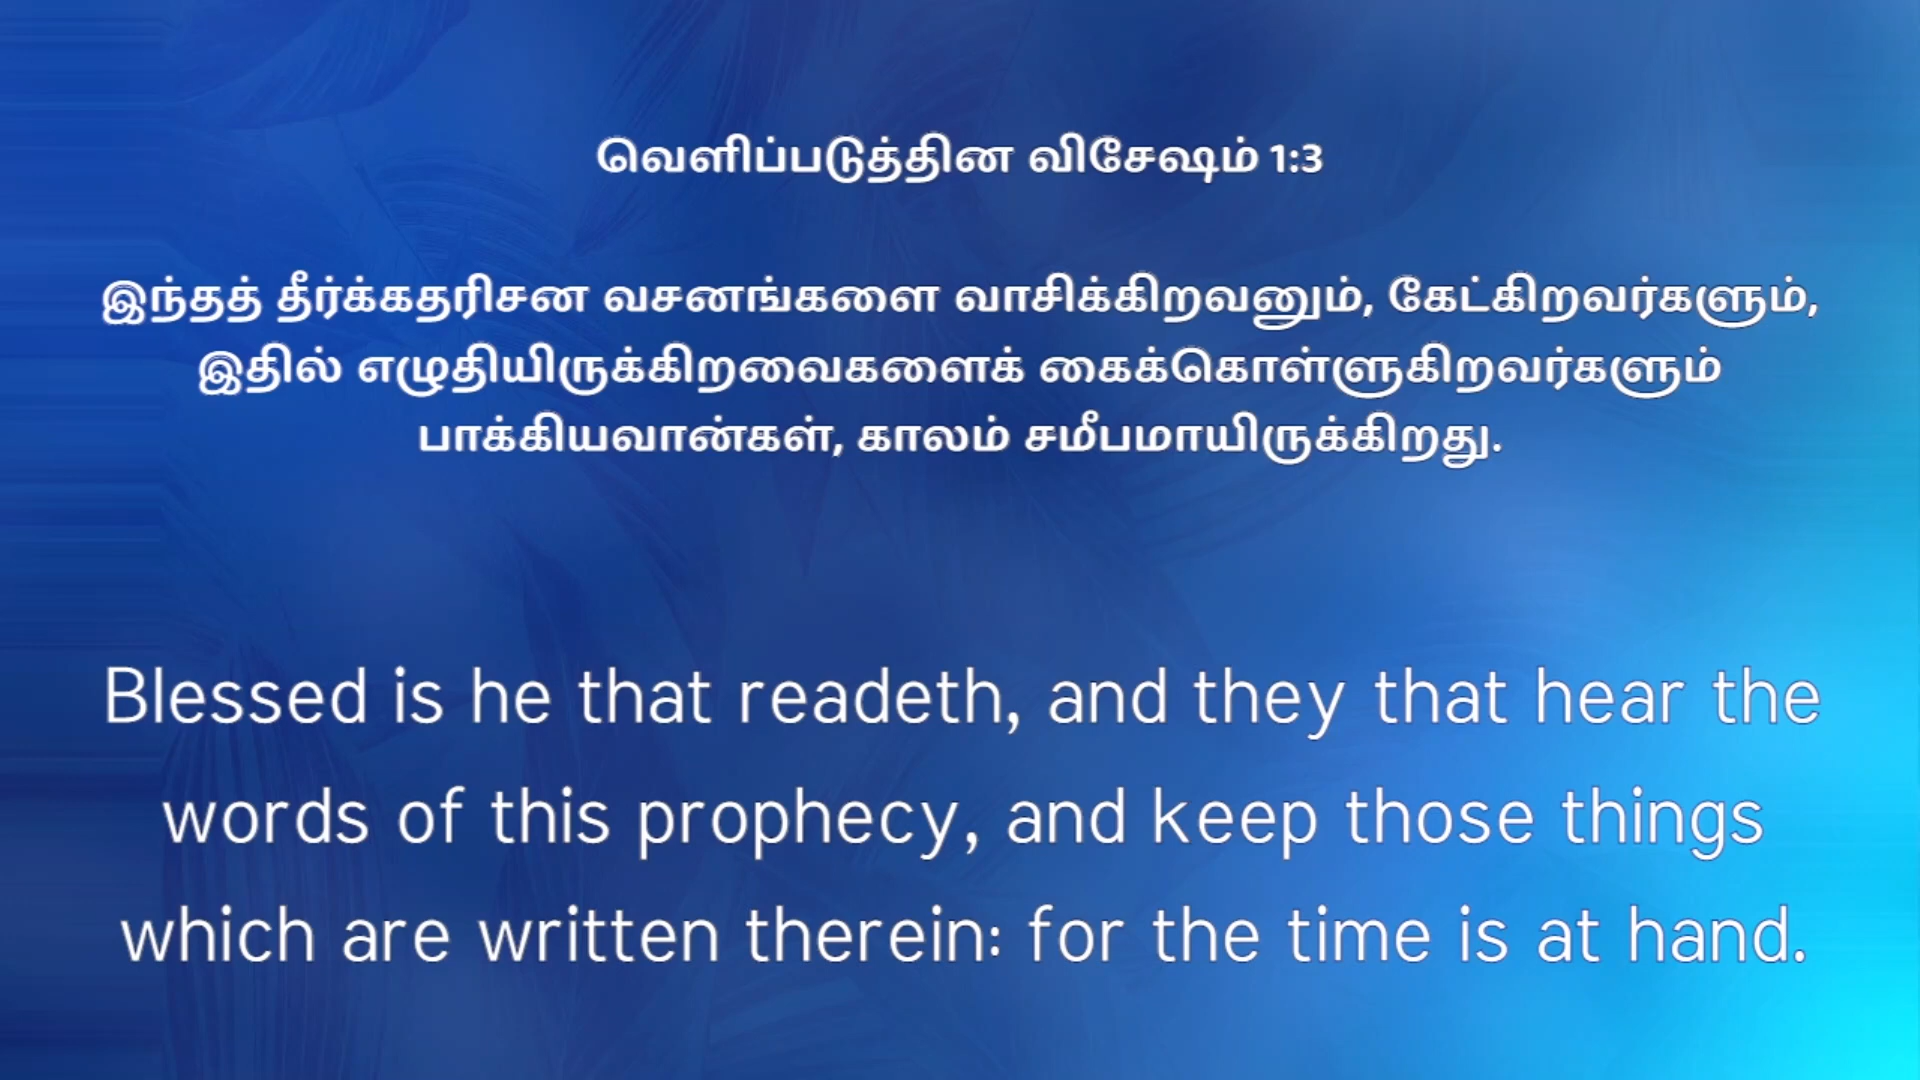 வெளிப்படுத்தின விசேஷம் 1:3
இந்தத் தீர்க்கதரிசன வசனங்களை வாசிக்கிறவனும், கேட்கிறவர்களும்,
இதில் எழுதியிருக்கிறவைகளைக் கைக்கொள்ளுகிறவர்களும்
பாக்கியவான்கள், காலம் சமீபமாயிருக்கிறது.
Blessed is he that readeth, and they that hear the
words of this prophecy, and keep those things
which are written therein: for the time is at hand.